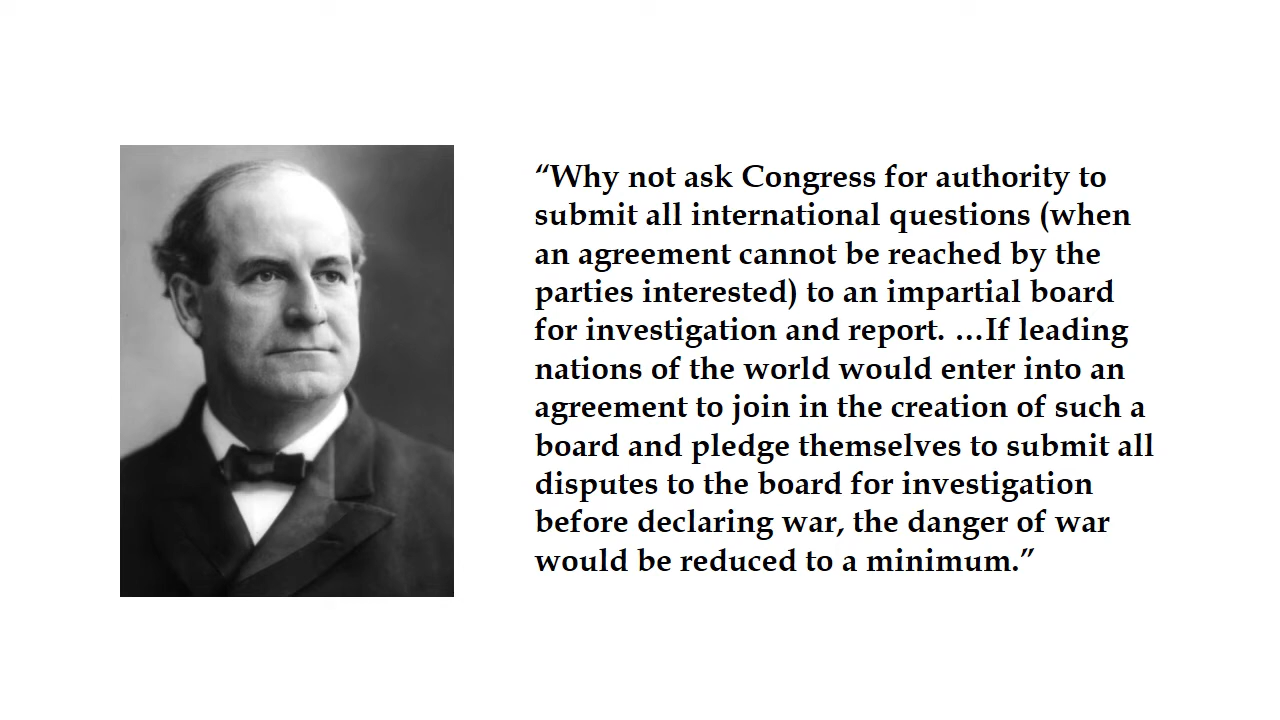 “Why not ask Congress for authority to
submit all international questions (when
an agreement cannot be reached by the
parties interested) to an impartial board
for investigation and report. …If leading
nations of the world would enter into an
agreement to join in the creation of such a
board and pledge themselves to submit all
disputes to the board for investigation
before declaring war, the danger of war
would be reduced to a minimum.”